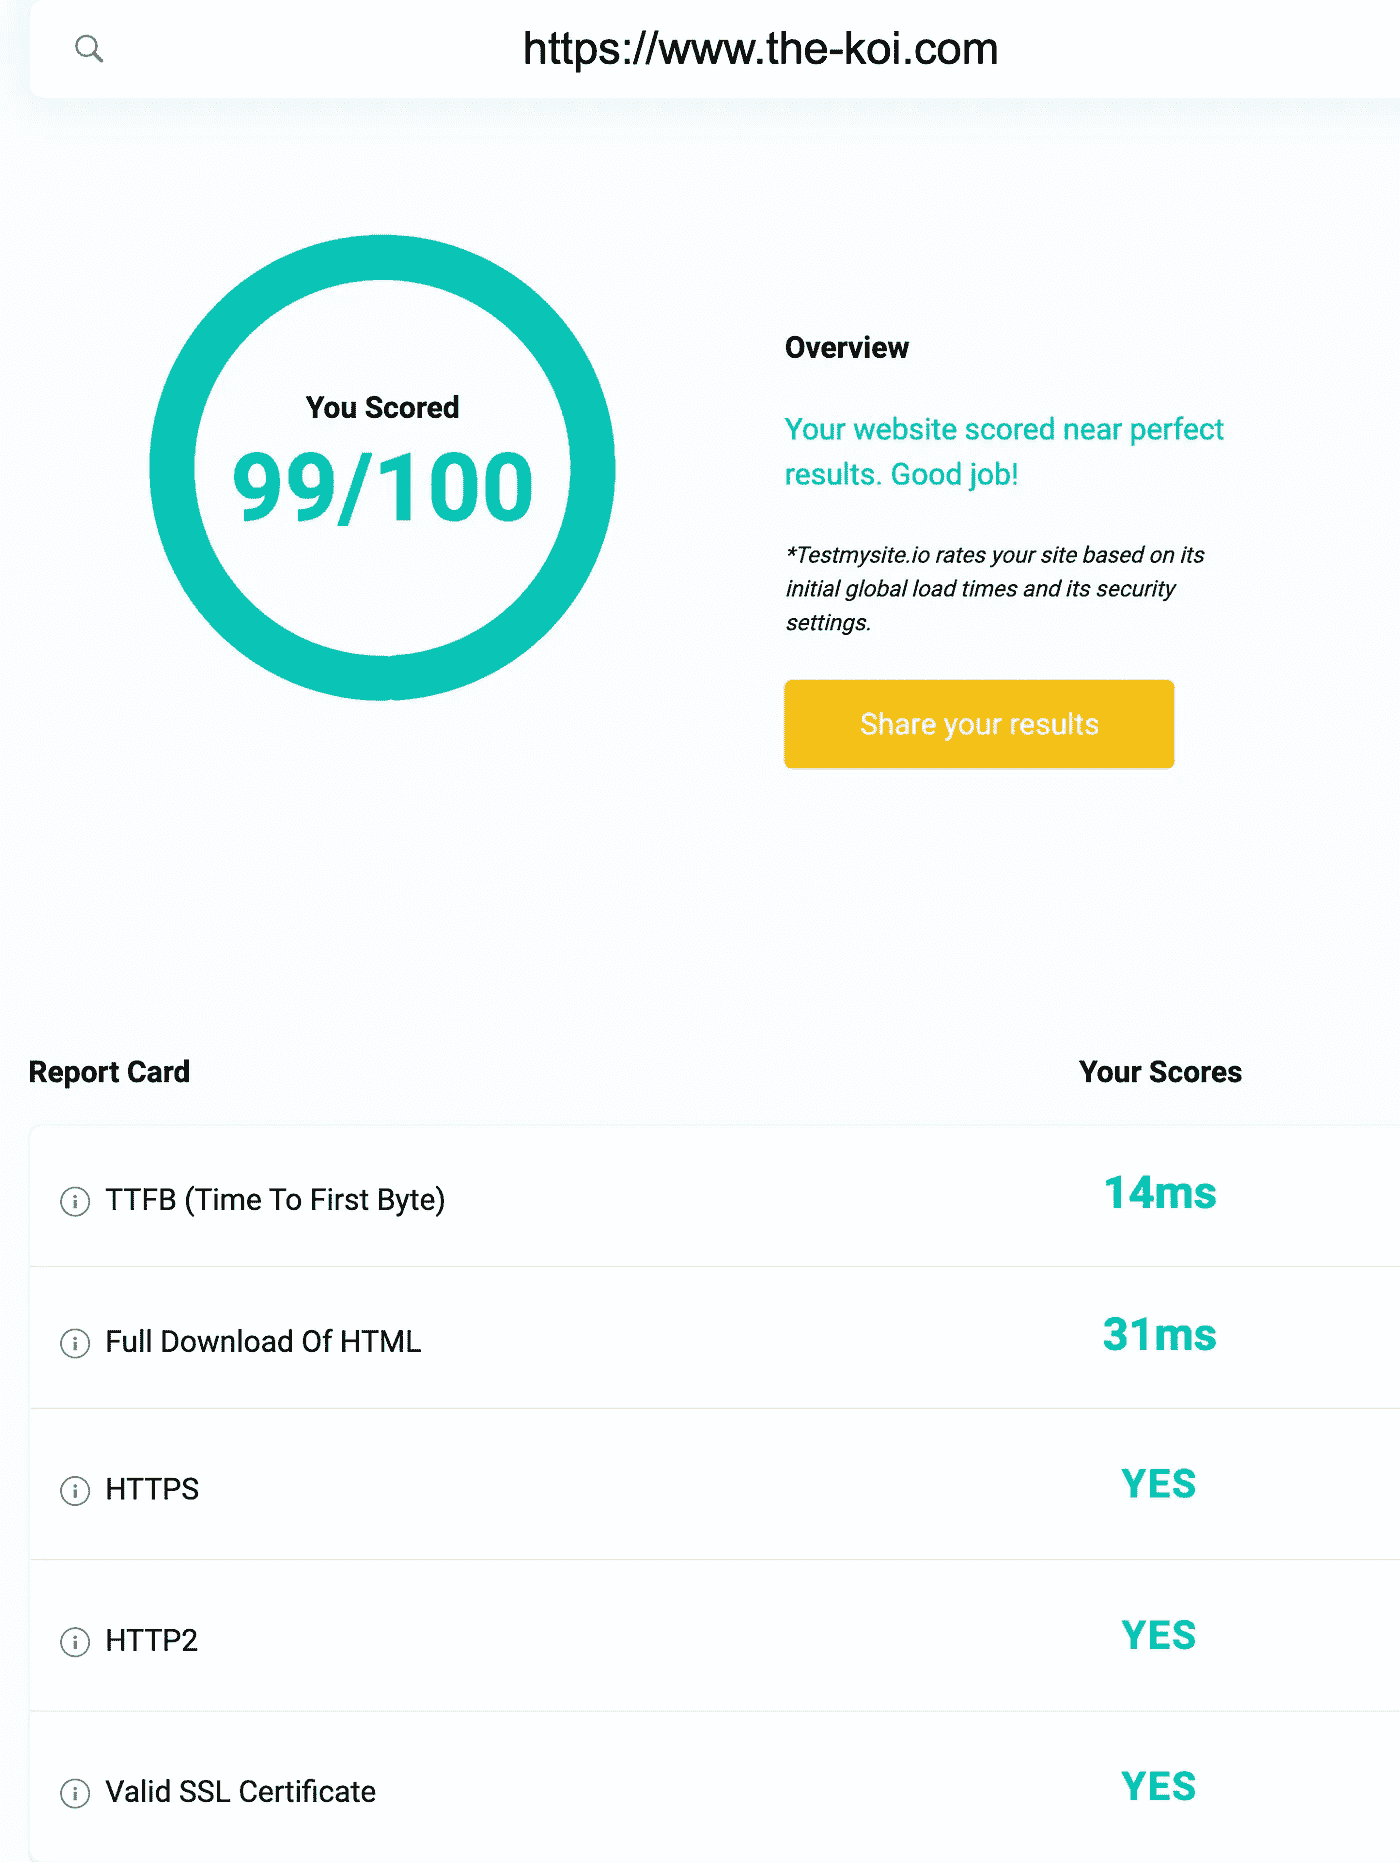 https://www.the-koi.com
You Scored
99/100
Overview
Your website scored near perfect
results. Good job!
*Testmysite.io rates your site based on its
initial global load times and its security
settings.
Share your results
Report Card
Your Scores
TTFB (Time To First Byte)
14ms
Full Download Of HTML
31ms
HTTPS
YES
HTTP2
YES
Valid SSL Certificate
YES